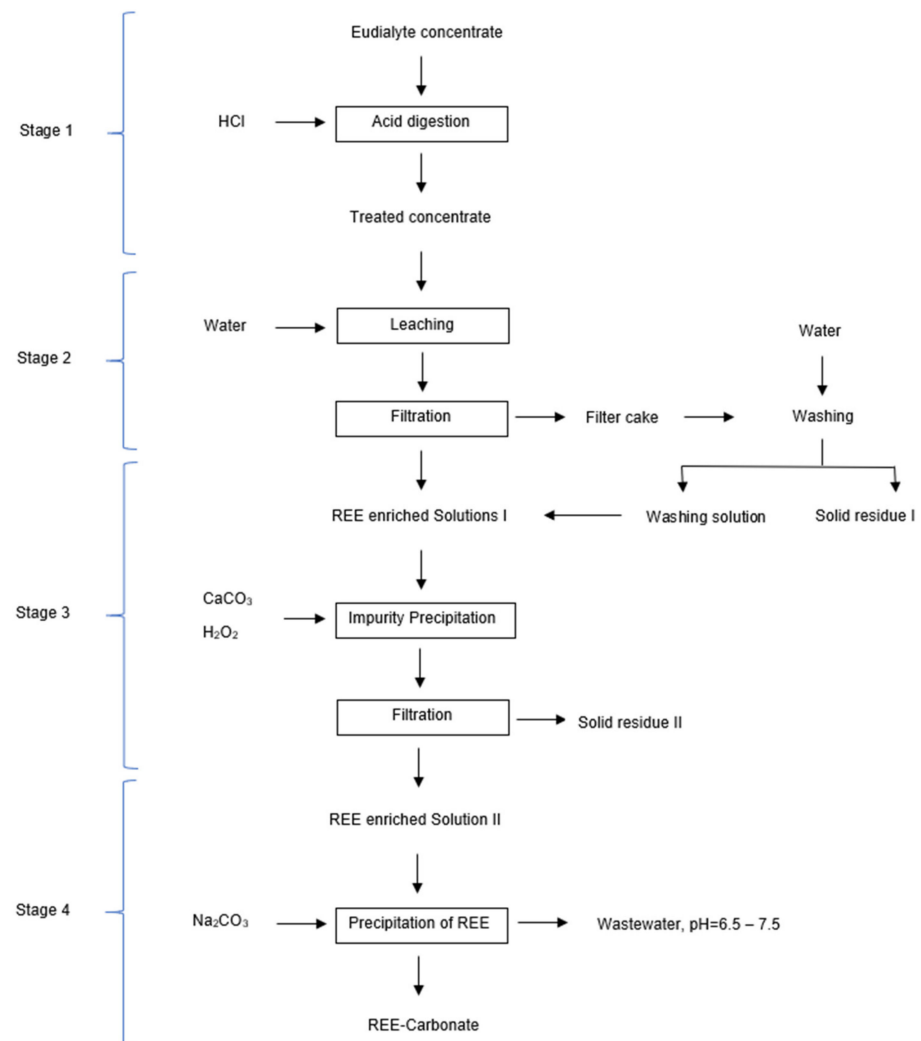 Eudialyte concentrate
Stage 1
HCl
Acid digestion
Treated concentrate
Water
Leaching
Water
Stage 2
Filtration
Filter cake
Washing
REE enriched Solutions I
Washing solution
Solid residue I
Stage 3
CaCO₃
H₂O₂
Impurity Precipitation
Filtration
Solid residue II
REE enriched Solution II
Stage 4
Na₂CO₃
Precipitation of REE
Wastewater, pH=6.5 – 7.5
REE-Carbonate